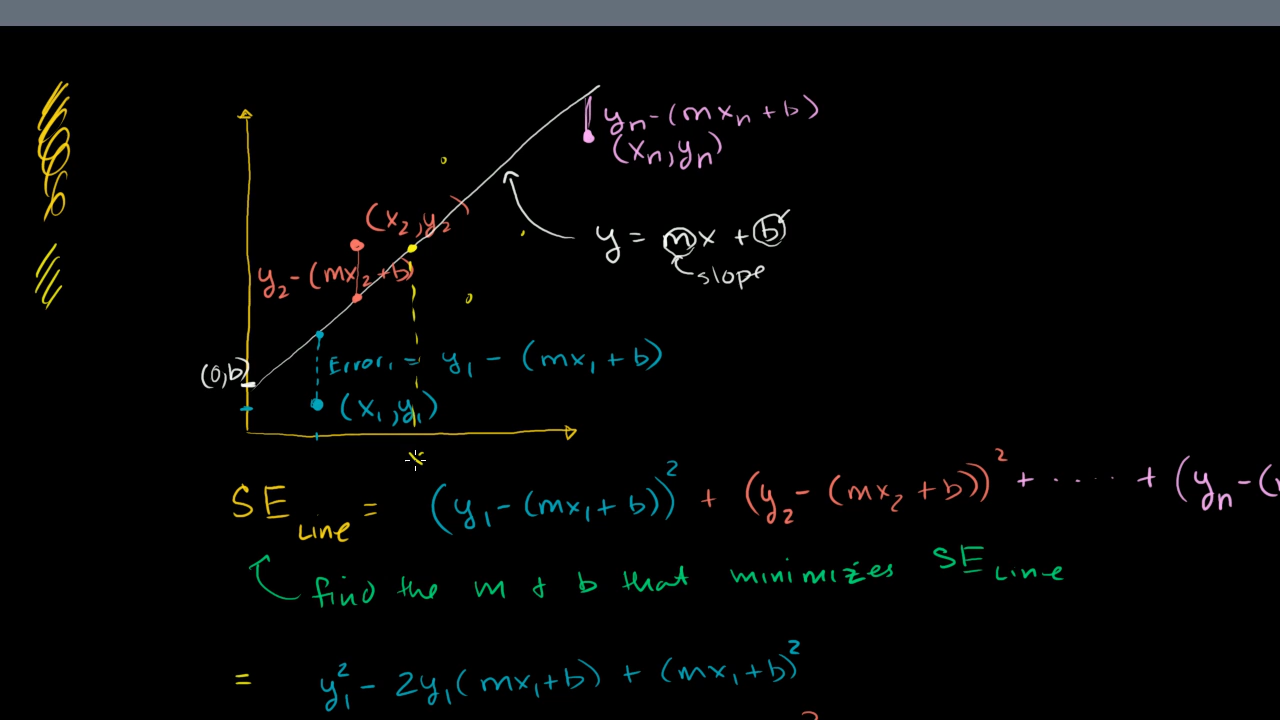 yₙ-(mxₙ+b)
(xₙ,yₙ)
(x₂,y₂)
y = mx + b
slope
y₂-(mx₂+b)
(0,b)
Error₁ = y₁ - (mx₁+b)
(x₁,y₁)
x
SE Line = (y₁-(mx₁+b))² + (y₂-(mx₂+b))² + ····· + (yₙ-(
find the m & b that minimizes SE Line
= y₁² - 2y₁(mx₁+b) + (mx₁+b)²